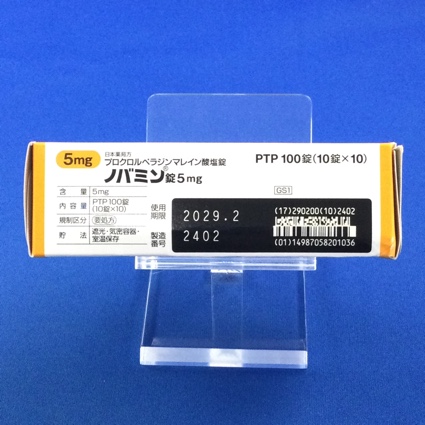 5mg
日本薬局方
プロクロルペラジンマレイン酸塩錠
ノバミン®錠5mg
PTP 100錠(10錠×10)
含量 5mg
内容量 PTP100錠
(10錠×10)
規制区分 要処方
貯法 遮光・気密容器・
室温保存
GS1
使用
期限 2029.2
製造
番号 2402
(17)290200(10)2402
(01)14987058201036